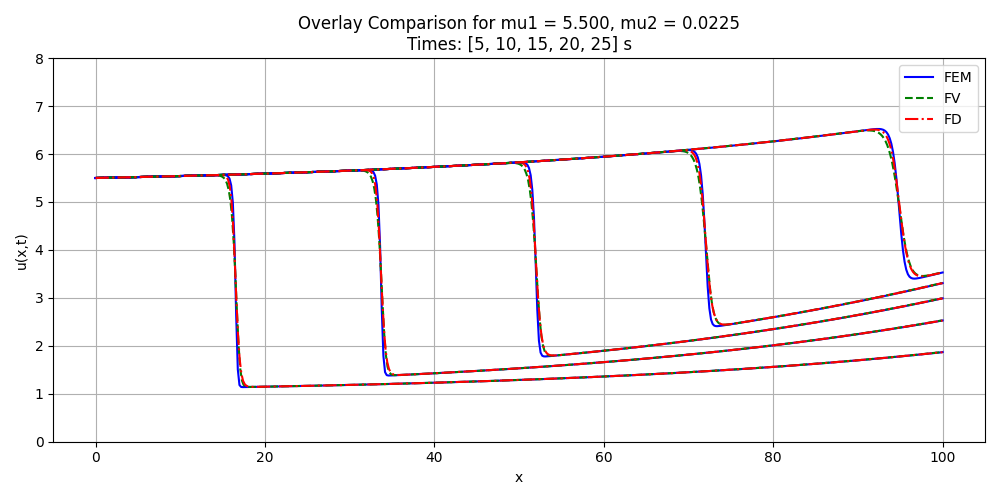 Overlay Comparison for mu1 = 5.500, mu2 = 0.0225
Times: [5, 10, 15, 20, 25] s
FEM
FV
FD
u(x,t)
8
7
6
5
4
3
2
1
0
0 20 40 60 80 100
x